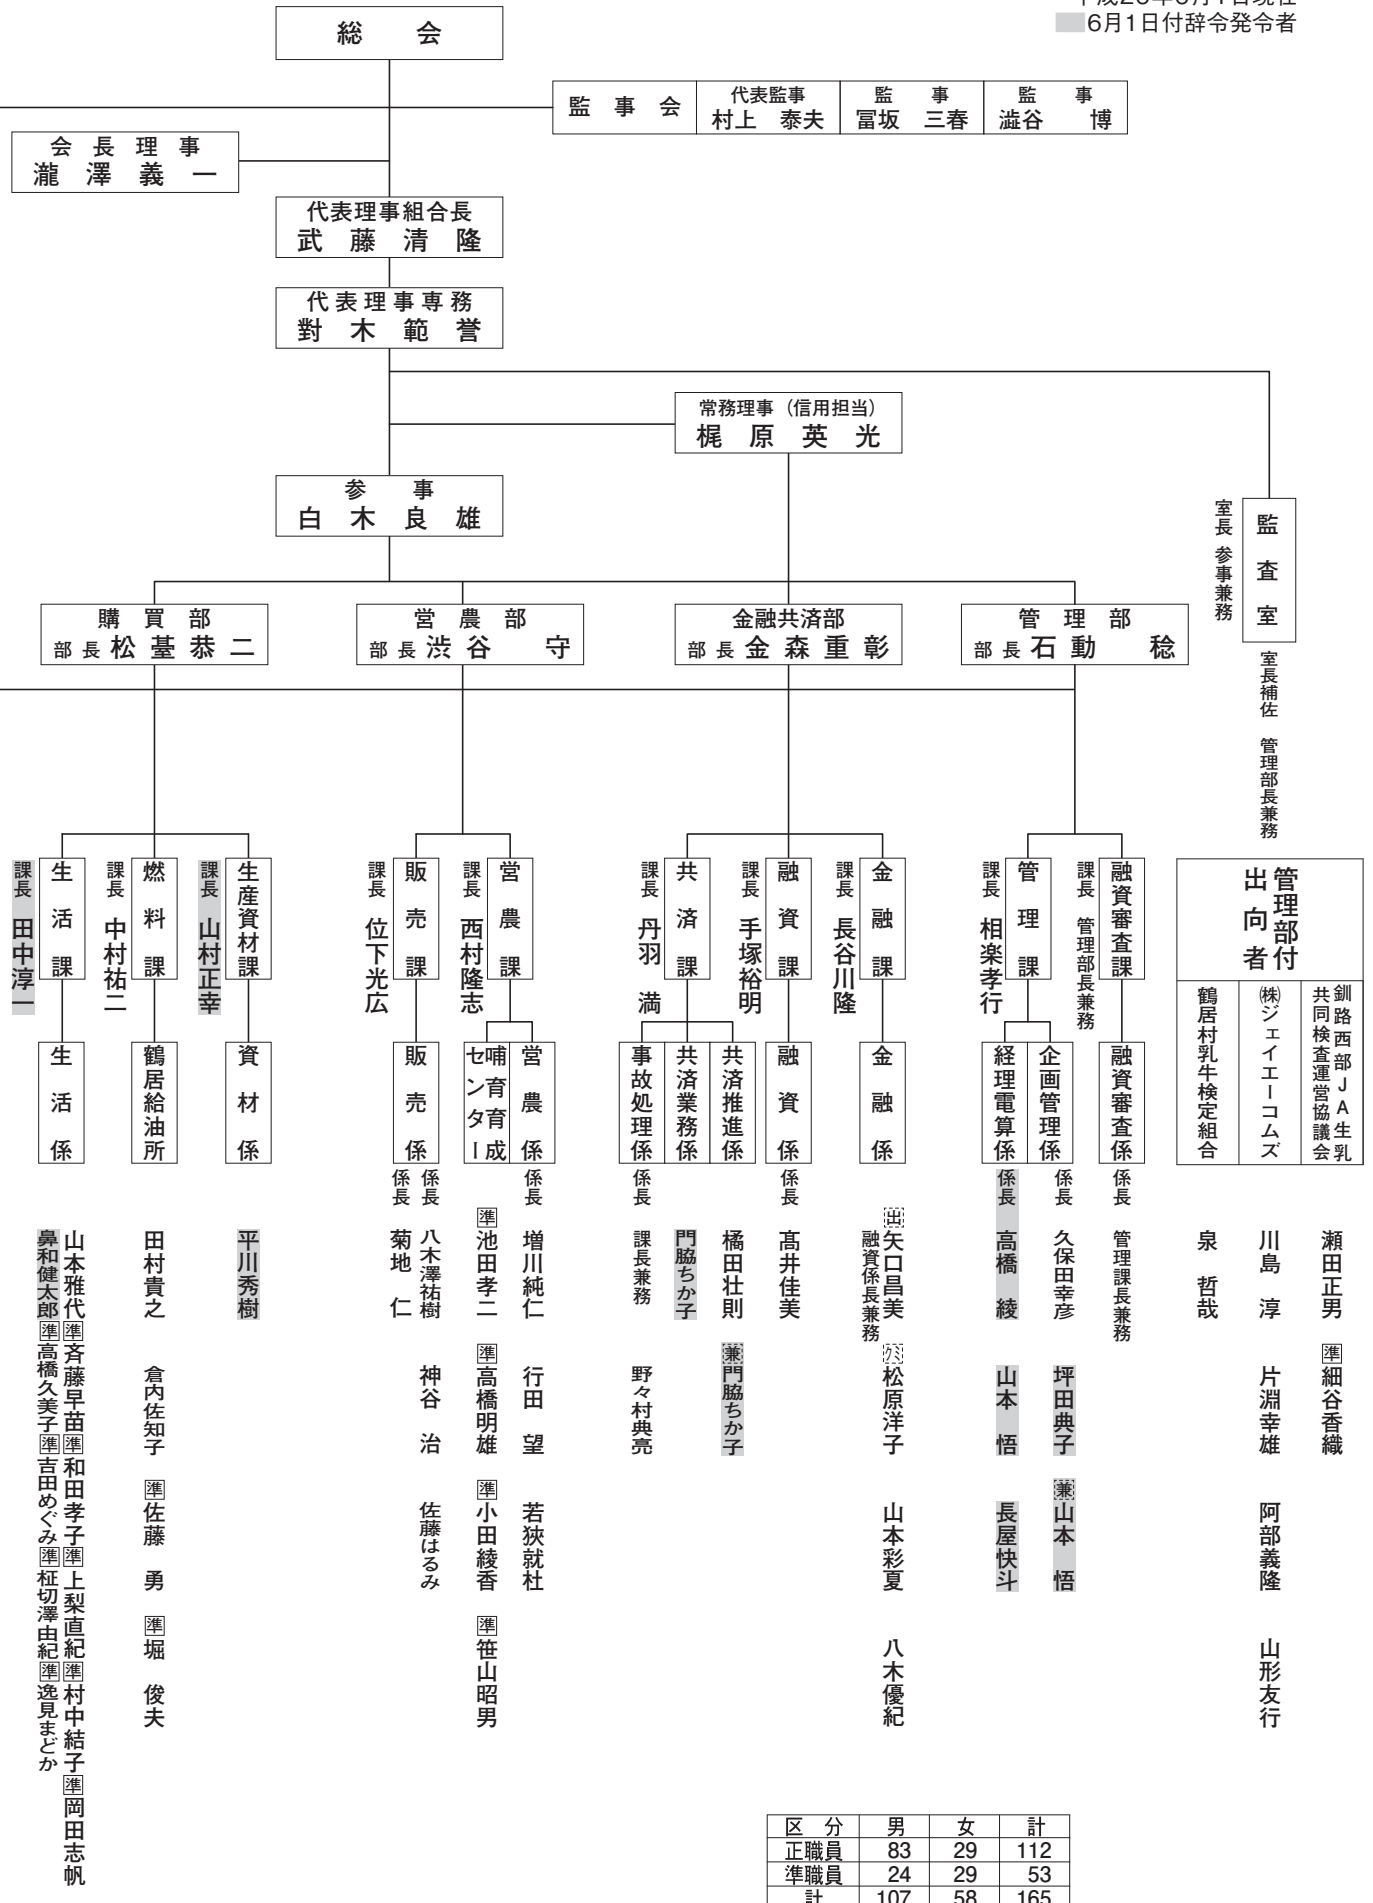 6月1日付辞令発令者
総 会
監 事 会
代表監事
村上 泰夫
監 事
冨坂 三春
監 事
澁谷 博
会 長 理 事
瀧 澤 義 一
代表理事組合長
武 藤 清 隆
代表理事専務
對 木 範 誉
常務理事（信用担当）
梶 原 英 光
参 事
白 木 良 雄
監査室
室長 参事兼務
室長補佐 管理部長兼務
購 買 部
部 長 松 基 恭 二
営 農 部
部 長 渋 谷 守
金融共済部
部 長 金 森 重 彰
管 理 部
部 長 石 動 稔
生活課
課長 田中淳一
燃料課
課長 中村祐二
生産資材課
課長 山村正幸
販売課
課長 位下光広
営農課
課長 西村隆志
共済課
課長 丹羽 満
融資課
課長 手塚裕明
金融課
課長 長谷川隆
管理課
課長 相楽孝行
融資審査課
課長 管理部長兼務
管理部付
出向者
鶴居村乳牛検定組合
㈱ジェイエーコムズ
釧路西部JA生乳
共同検査運営協議会
生活係
山本雅代 準斉藤早苗 準和田孝子 準上梨直紀 準村中結子 準岡田志帆
鼻和健太郎 準高橋久美子 準吉田めぐみ 準柾切澤由紀 準逸見まどか
鶴居給油所
田村貴之 倉内佐知子 準佐藤 勇 準堀 俊夫
資材係
平川秀樹
販売係
係長 八木澤祐樹 神谷 治 佐藤はるみ
係長 菊地 仁
哺育育成
センター
準池田孝二 準高橋明雄 準小田綾香 準笹山昭男
営農係
係長 増川純仁 行田 望 若狹就杜
事故処理係
係長 課長兼務 野々村典亮
共済業務係
門脇ちか子
共済推進係
橘田壮則 兼門脇ちか子
融資係
係長 髙井佳美
金融係
出矢口昌美 松原洋子 山本彩夏 八木優紀
融資係長兼務
経理電算係
係長 高橋 綾 山本 悟 長屋快斗
企画管理係
係長 久保田幸彦 坪田典子 兼山本 悟
融資審査係
係長 管理課長兼務
泉 哲哉
川島 淳 片淵幸雄 阿部義隆 山形友行
瀬田正男 準細谷香織
区 分 男 女 計
正職員 83 29 112
準職員 24 29 53
計 107 58 165